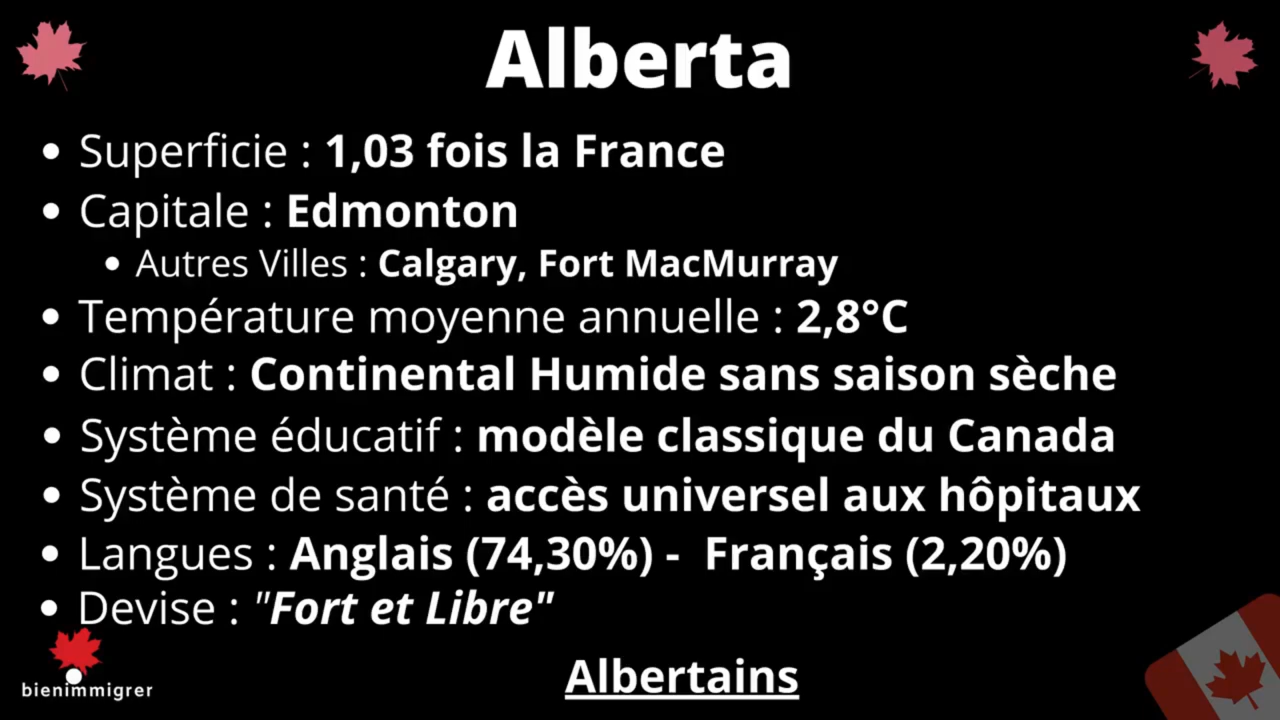 Alberta
• Superficie : 1,03 fois la France
• Capitale : Edmonton
• Autres Villes : Calgary, Fort MacMurray
• Température moyenne annuelle : 2,8°C
• Climat : Continental Humide sans saison sèche
• Système éducatif : modèle classique du Canada
• Système de santé : accès universel aux hôpitaux
• Langues : Anglais (74,30%) - Français (2,20%)
• Devise : "Fort et Libre"
bienimmigrer
Albertains